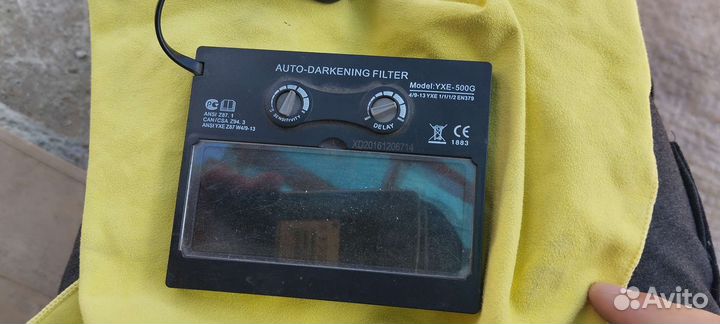 AUTO-DARKENING FILTER
Model:YXE-500G
4/9-13 YXE 1/1/1/2 EN379
SENSITIVITY
DELAY
ANSI Z87. 1
CAN/CSA Z94. 3
ANSI YXE Z87 W4/9-13
CE
1883
XD20161206714
Avito